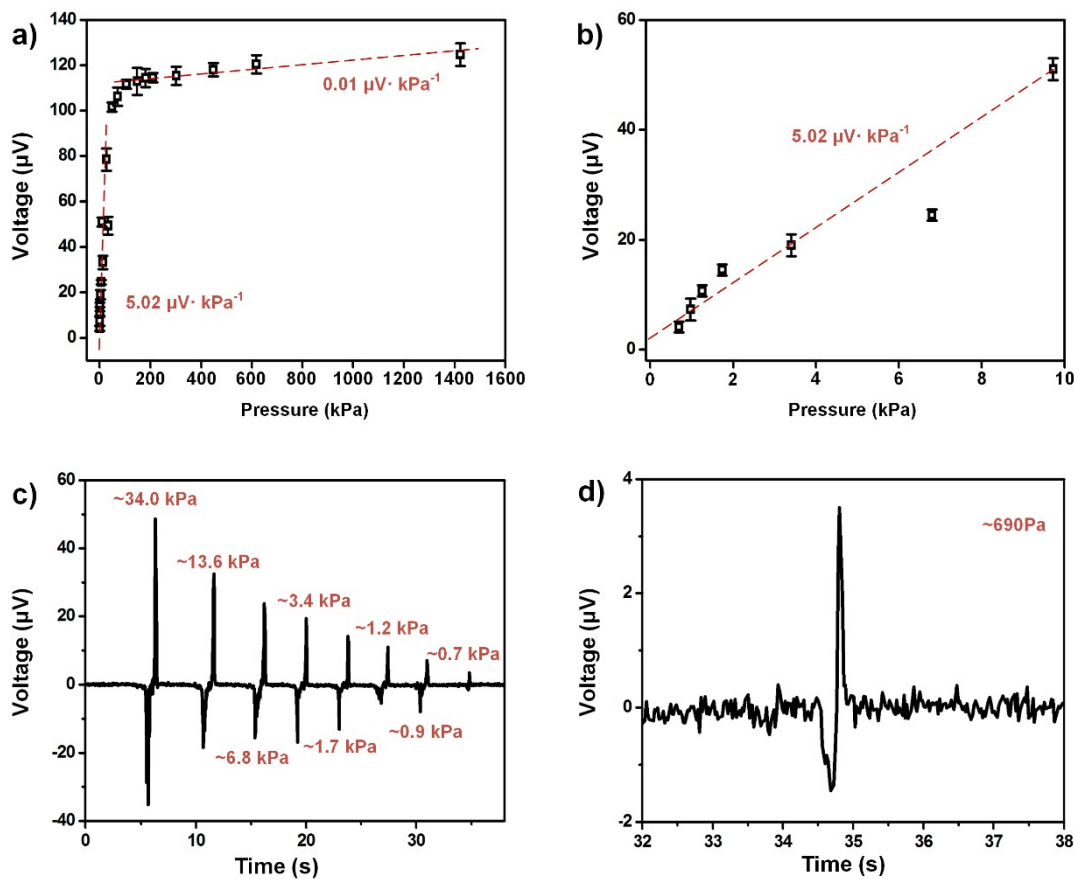 a)
140
120
100
80
60
40
20
0
Voltage (µV)
0.01 µV· kPa⁻¹
5.02 µV· kPa⁻¹
0 200 400 600 800 1000 1200 1400 1600
Pressure (kPa)
b)
60
40
20
0
Voltage (µV)
5.02 µV· kPa⁻¹
0 2 4 6 8 10
Pressure (kPa)
c)
60
40
20
0
-20
-40
Voltage (µV)
~34.0 kPa
~13.6 kPa
~3.4 kPa
~1.2 kPa
~0.7 kPa
~6.8 kPa
~1.7 kPa
~0.9 kPa
0 10 20 30
Time (s)
d)
4
2
0
-2
Voltage (µV)
~690Pa
32 33 34 35 36 37 38
Time (s)